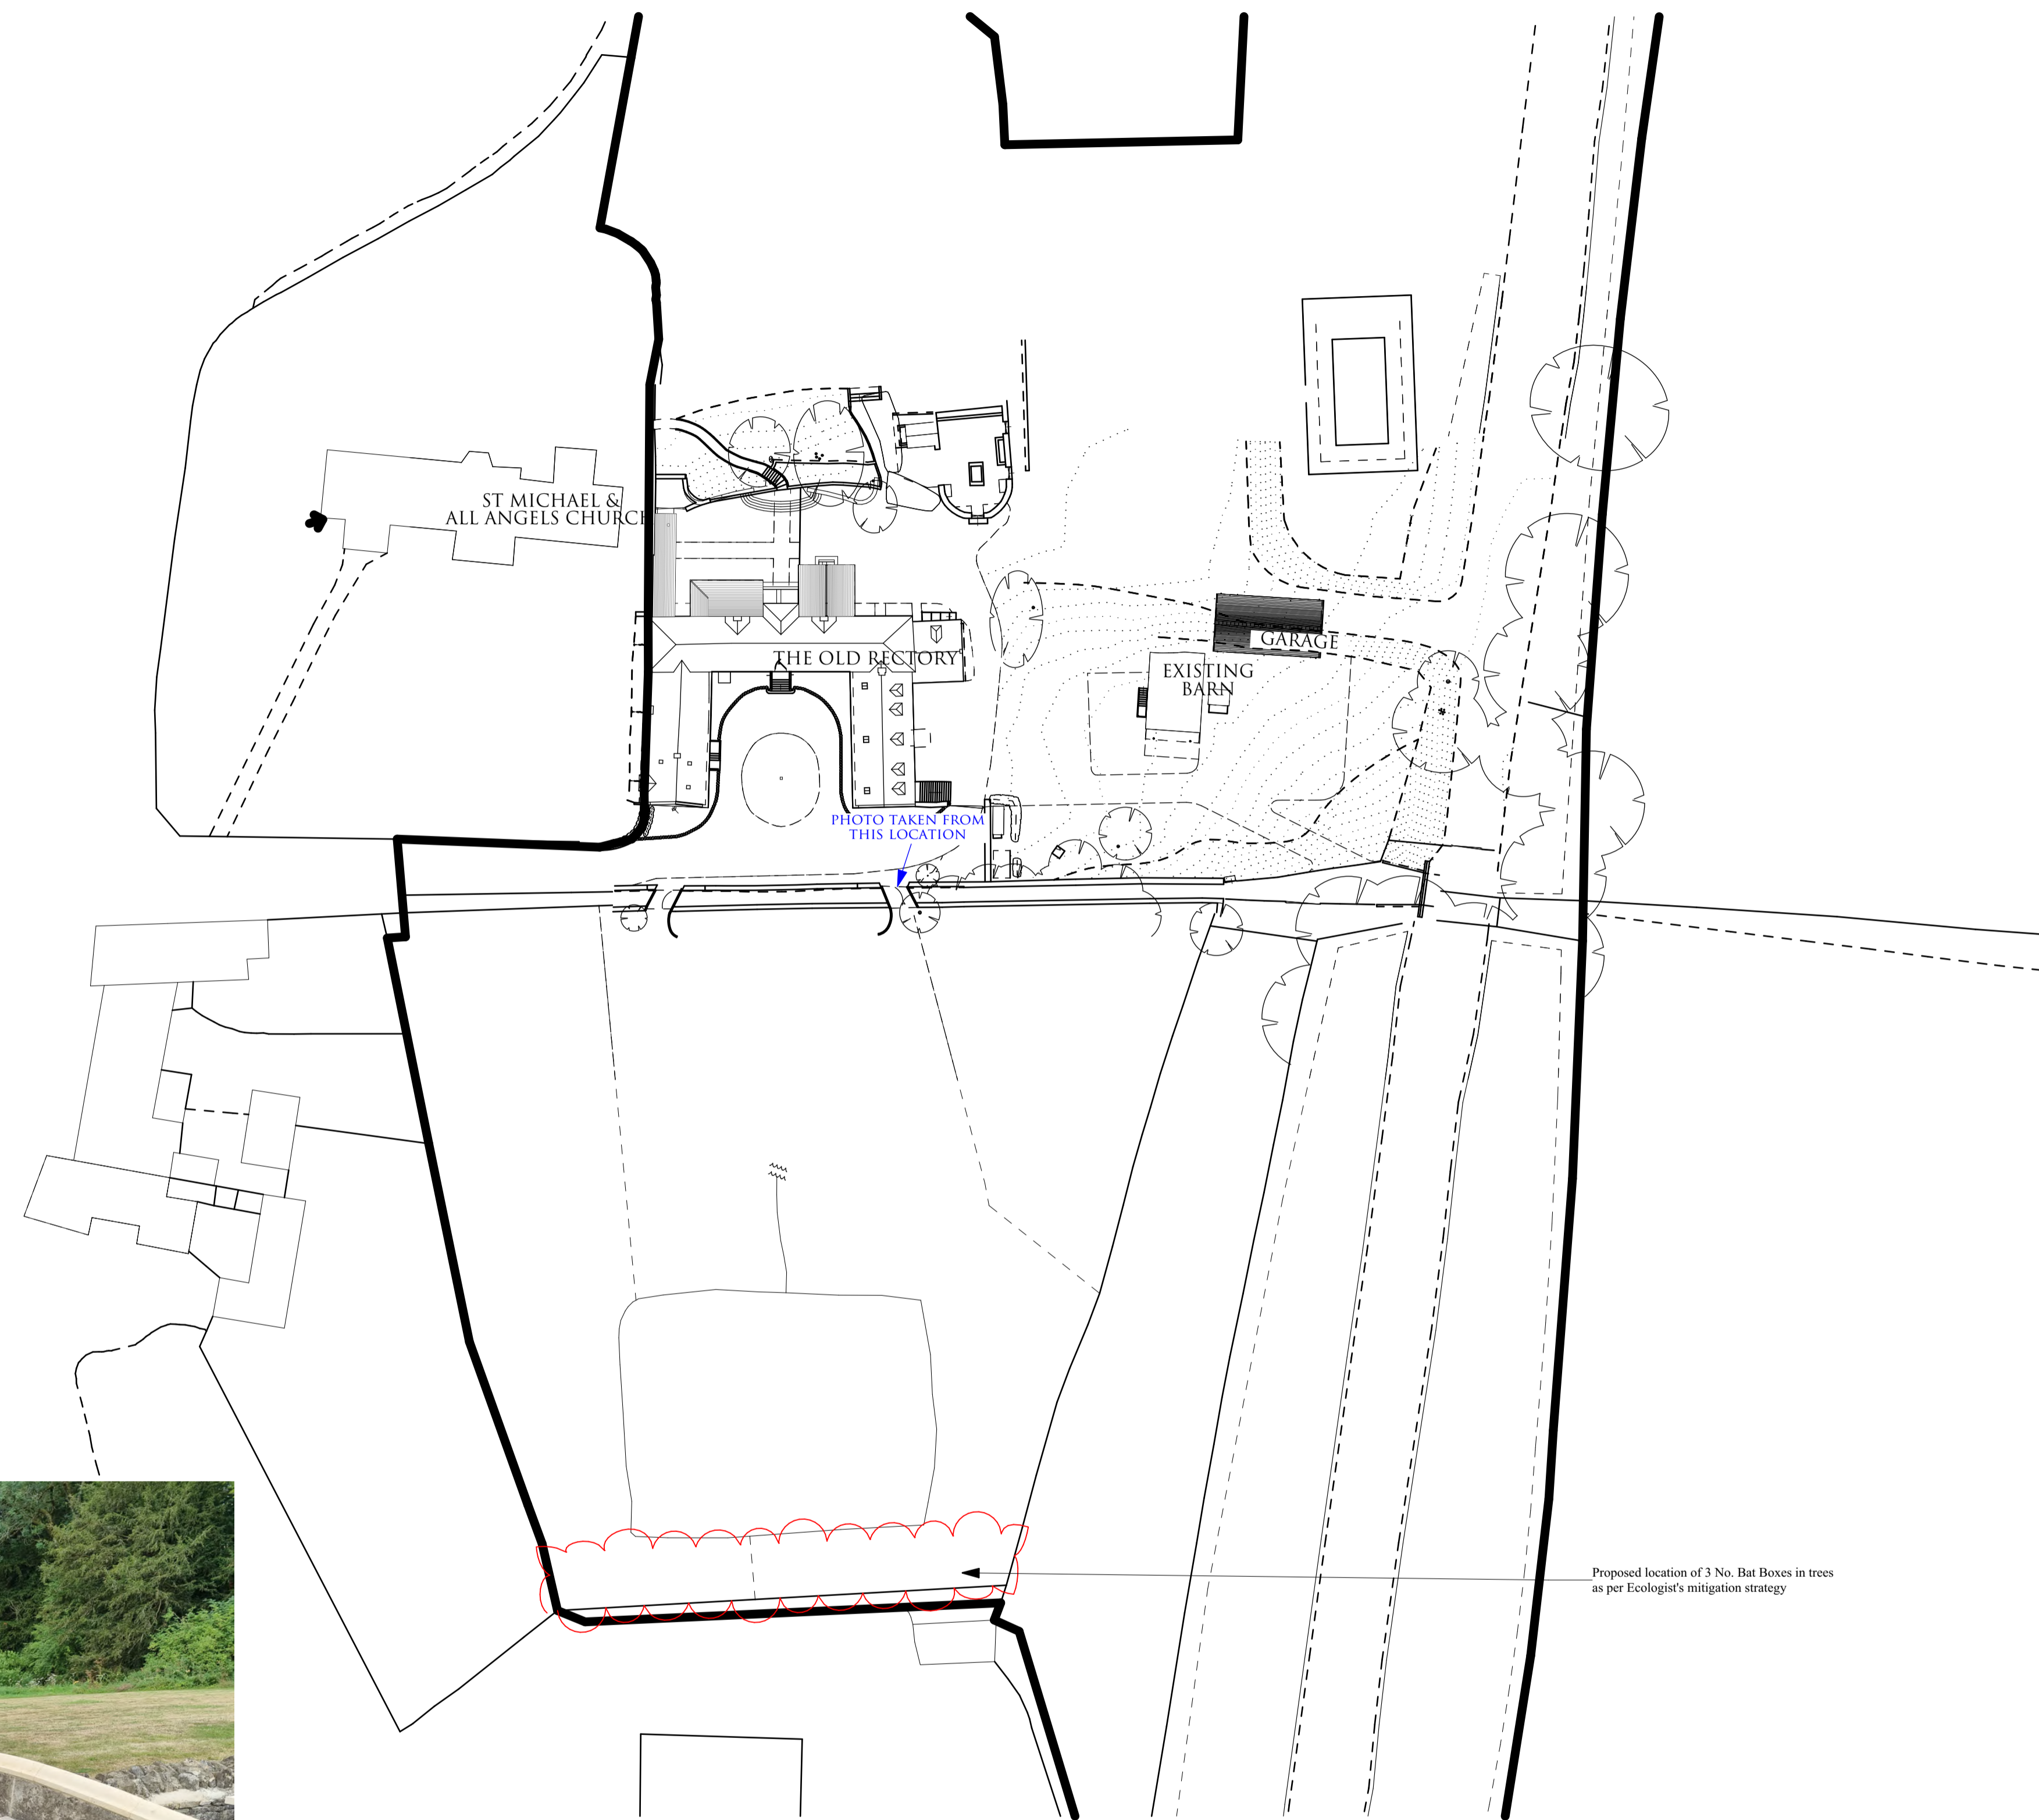 ST MICHAEL &
ALL ANGELS CHURCH
THE OLD RECTORY
GARAGE
EXISTING
BARN
PHOTO TAKEN FROM
THIS LOCATION
Proposed location of 3 No. Bat Boxes in trees
as per Ecologist's mitigation strategy